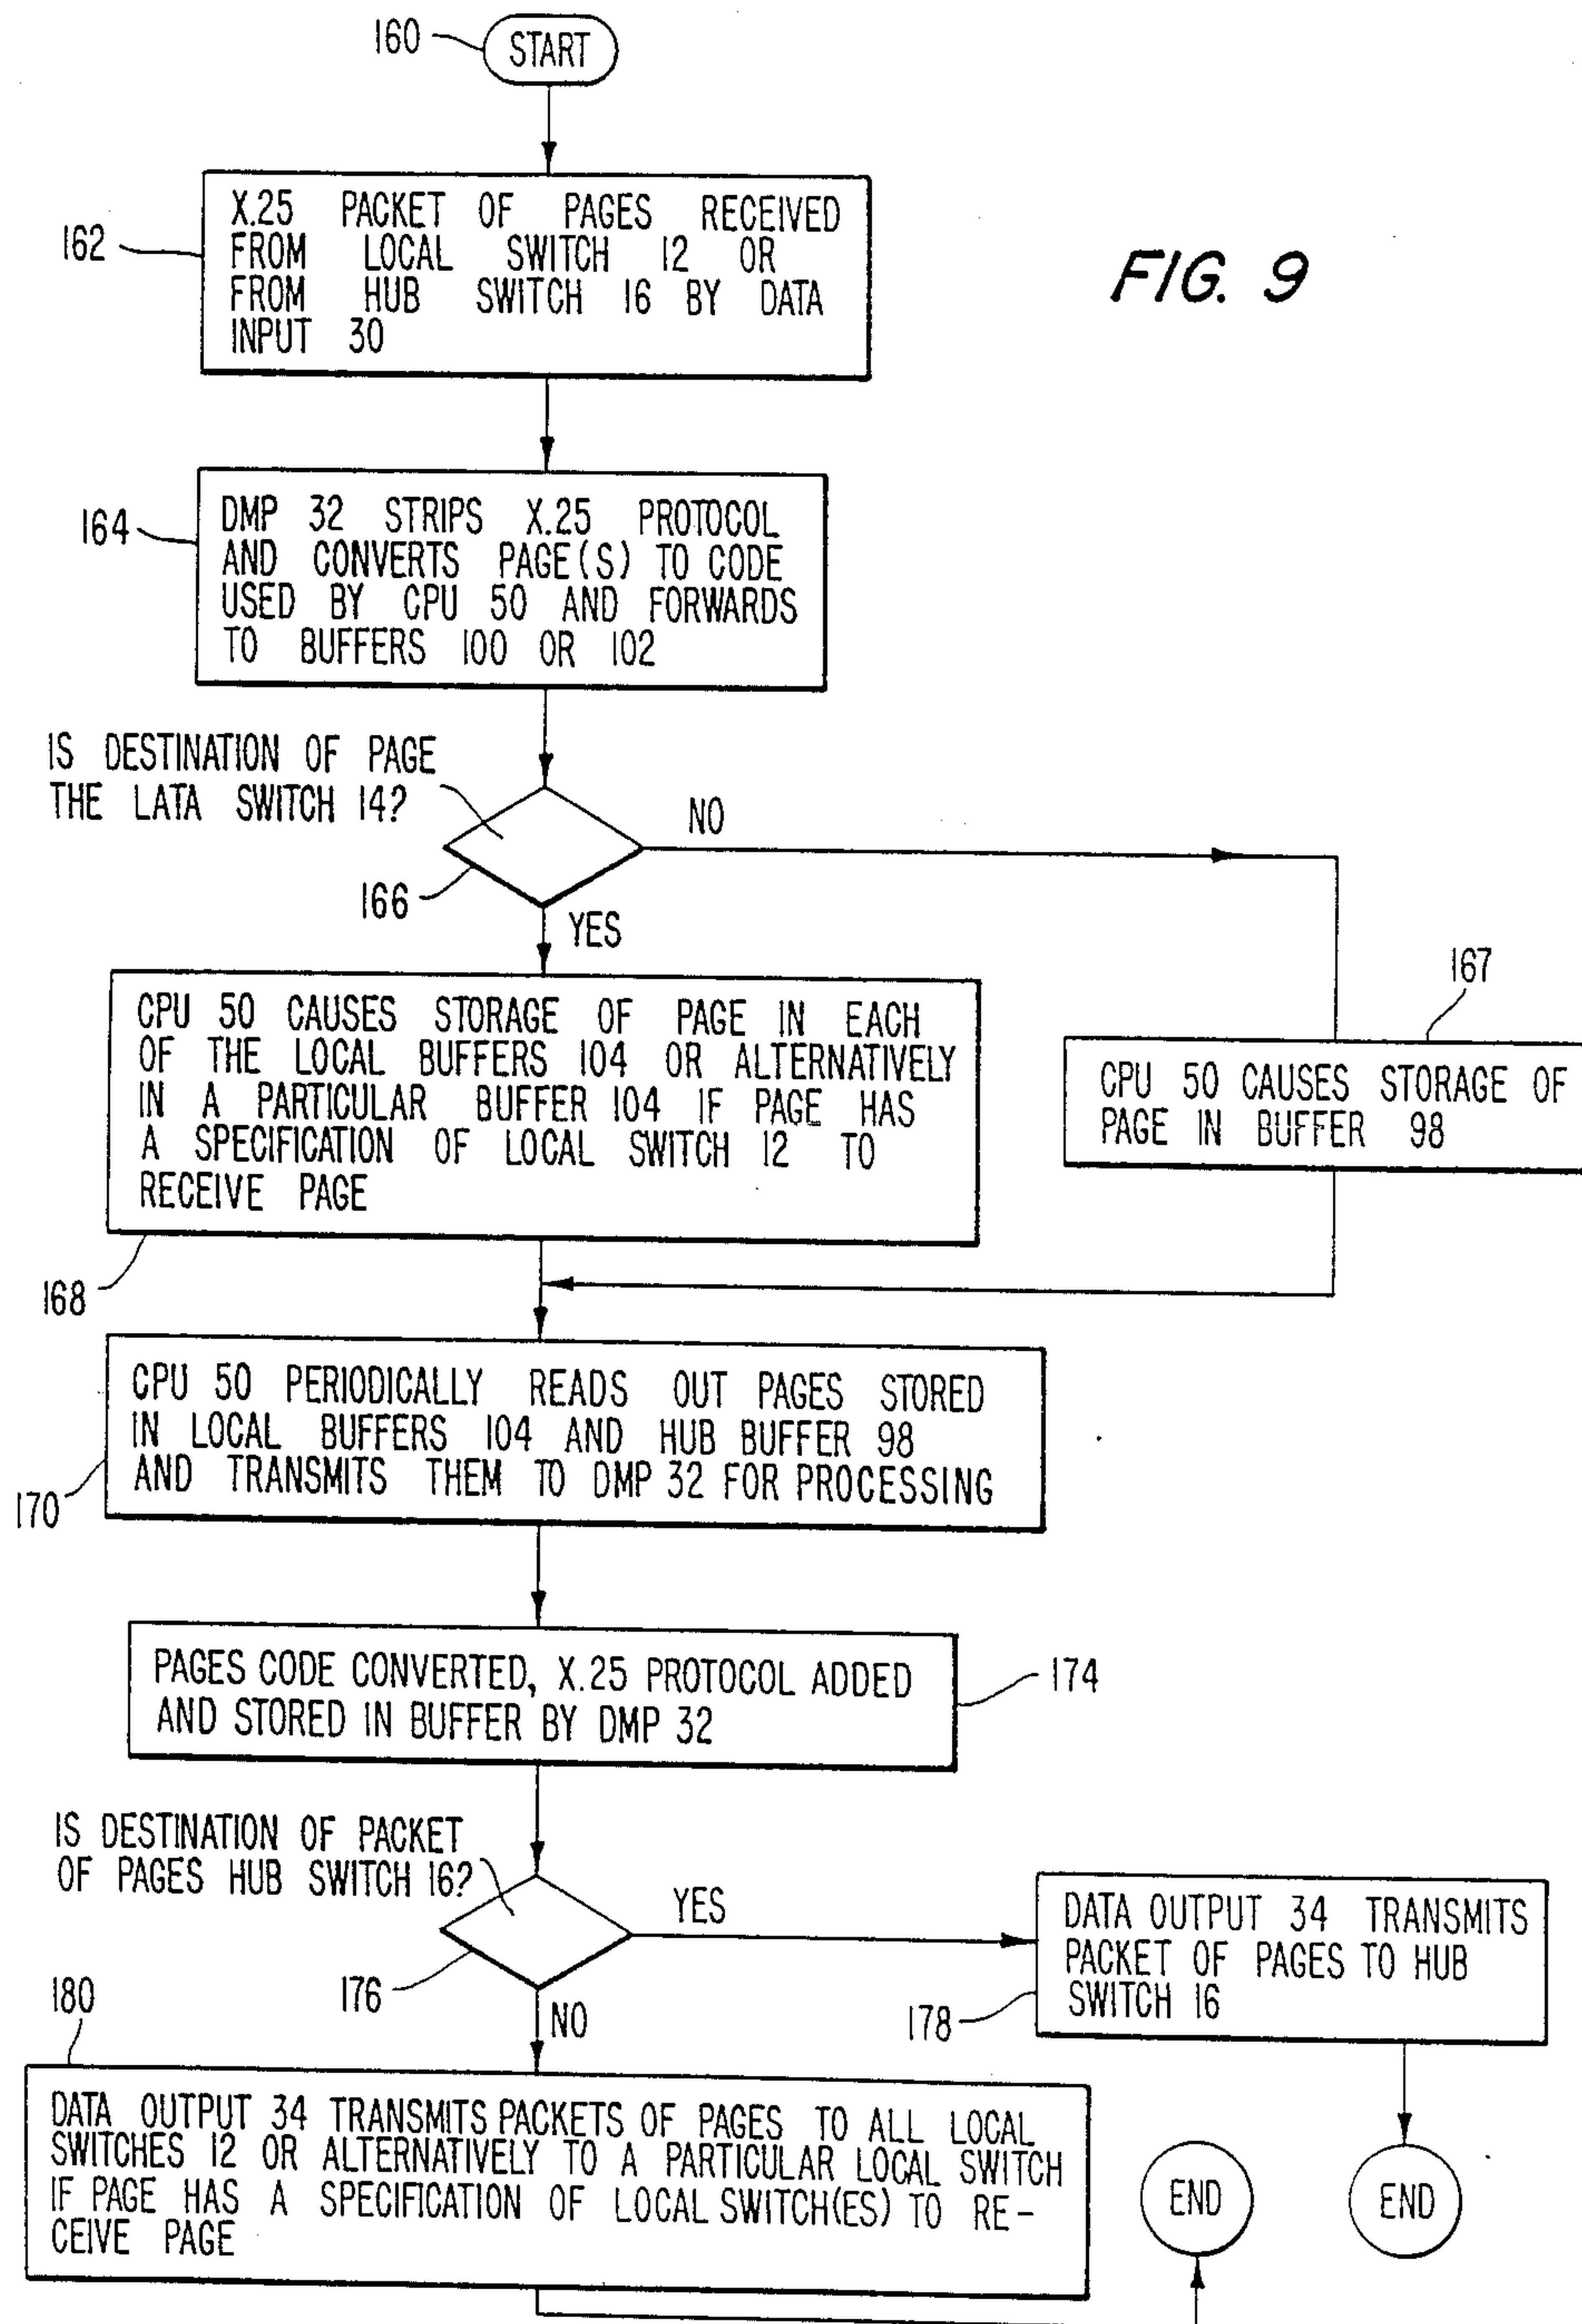 160
START
162
X.25 PACKET OF PAGES RECEIVED
FROM LOCAL SWITCH 12 OR
FROM HUB SWITCH 16 BY DATA
INPUT 30
FIG. 9
164
DMP 32 STRIPS X.25 PROTOCOL
AND CONVERTS PAGE(S) TO CODE
USED BY CPU 50 AND FORWARDS
TO BUFFERS 100 OR 102
IS DESTINATION OF PAGE
THE LATA SWITCH 14?
NO
166
YES
167
CPU 50 CAUSES STORAGE OF
PAGE IN BUFFER 98
CPU 50 CAUSES STORAGE OF PAGE IN EACH
OF THE LOCAL BUFFERS 104 OR ALTERNATIVELY
IN A PARTICULAR BUFFER 104 IF PAGE HAS
A SPECIFICATION OF LOCAL SWITCH 12 TO
RECEIVE PAGE
168
CPU 50 PERIODICALLY READS OUT PAGES STORED
IN LOCAL BUFFERS 104 AND HUB BUFFER 98
AND TRANSMITS THEM TO DMP 32 FOR PROCESSING
170
PAGES CODE CONVERTED, X.25 PROTOCOL ADDED
AND STORED IN BUFFER BY DMP 32
174
IS DESTINATION OF PACKET
OF PAGES HUB SWITCH 16?
YES
176
NO
DATA OUTPUT 34 TRANSMITS
PACKET OF PAGES TO HUB
SWITCH 16
178
180
DATA OUTPUT 34 TRANSMITS PACKETS OF PAGES TO ALL LOCAL
SWITCHES 12 OR ALTERNATIVELY TO A PARTICULAR LOCAL SWITCH
IF PAGE HAS A SPECIFICATION OF LOCAL SWITCH(ES) TO RE-
CEIVE PAGE
END
END